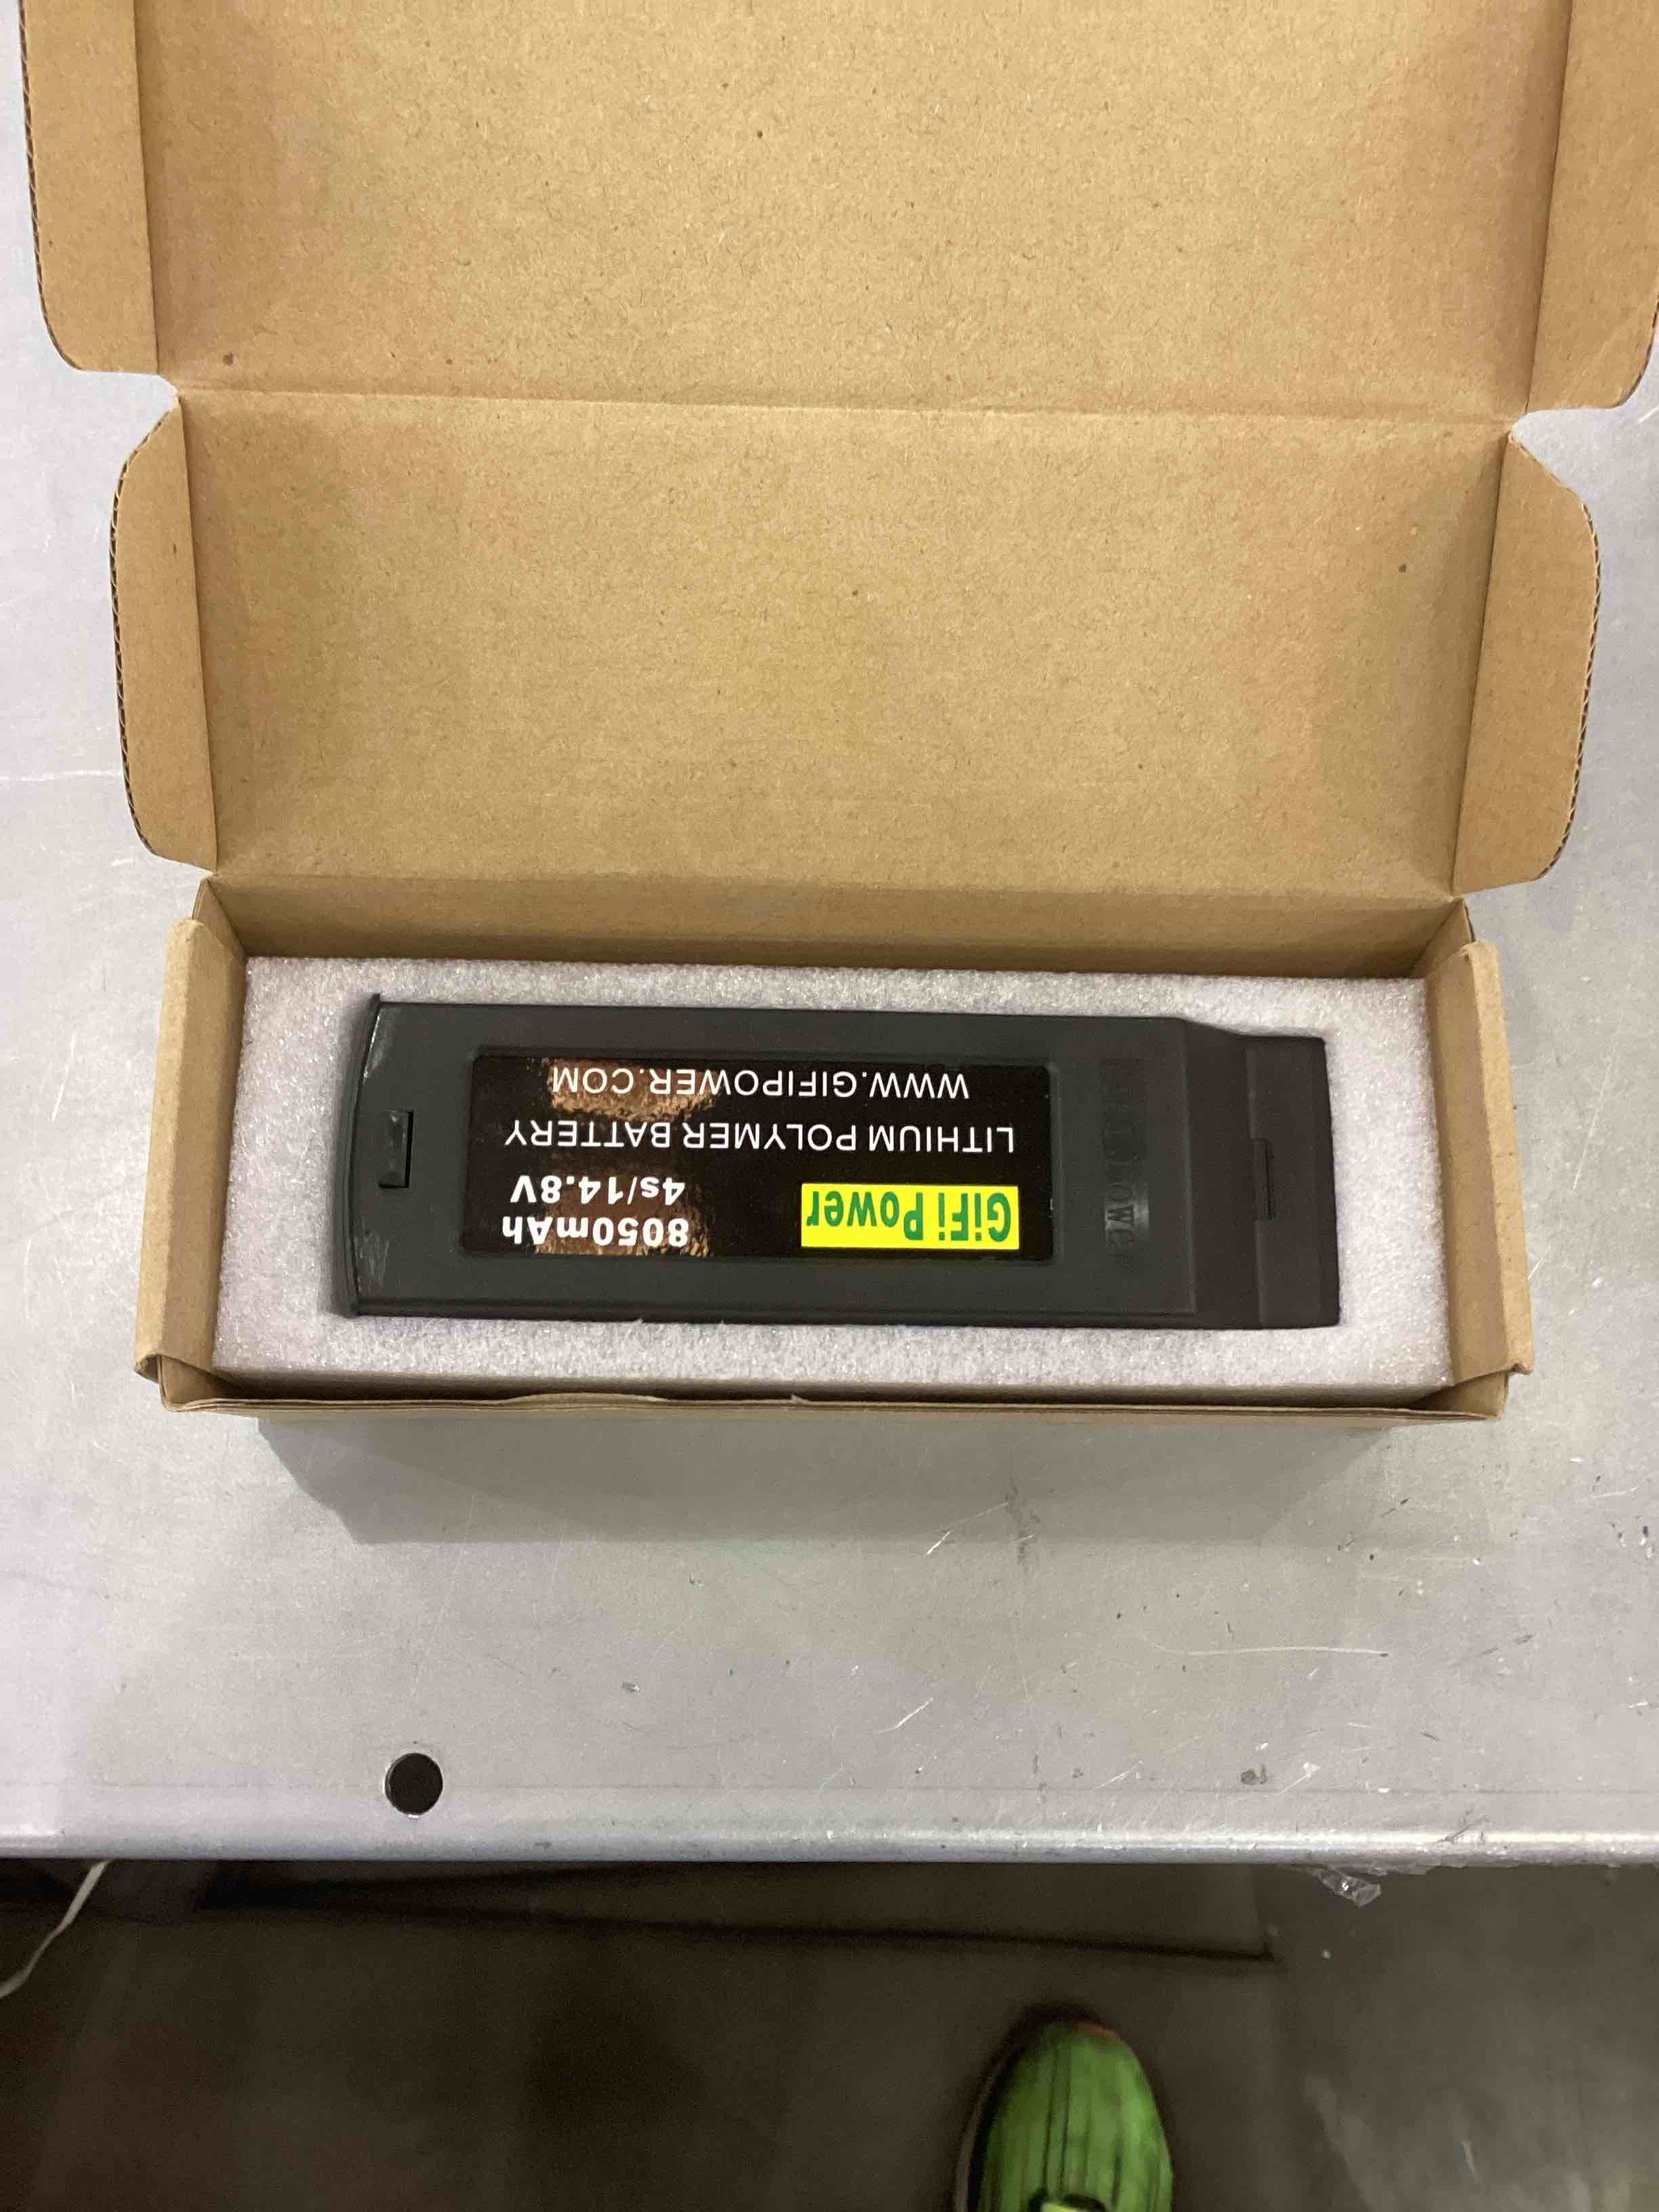 GiFi Power
8050mAh
4s/14.8V
LITHIUM POLYMER BATTERY
WWW.GIFIPOWER.COM